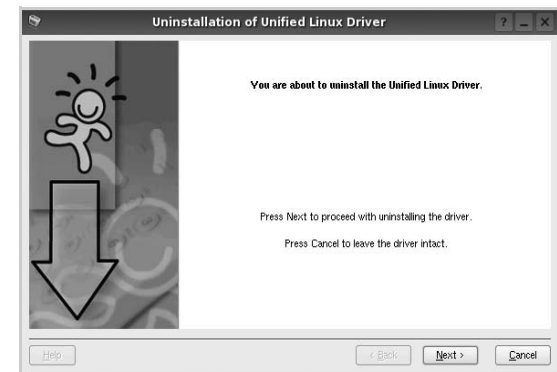 Uninstallation of Unified Linux Driver
You are about to uninstall the Unified Linux Driver.
Press Next to proceed with uninstalling the driver.
Press Cancel to leave the driver intact.
Help
< Back
Next >
Cancel